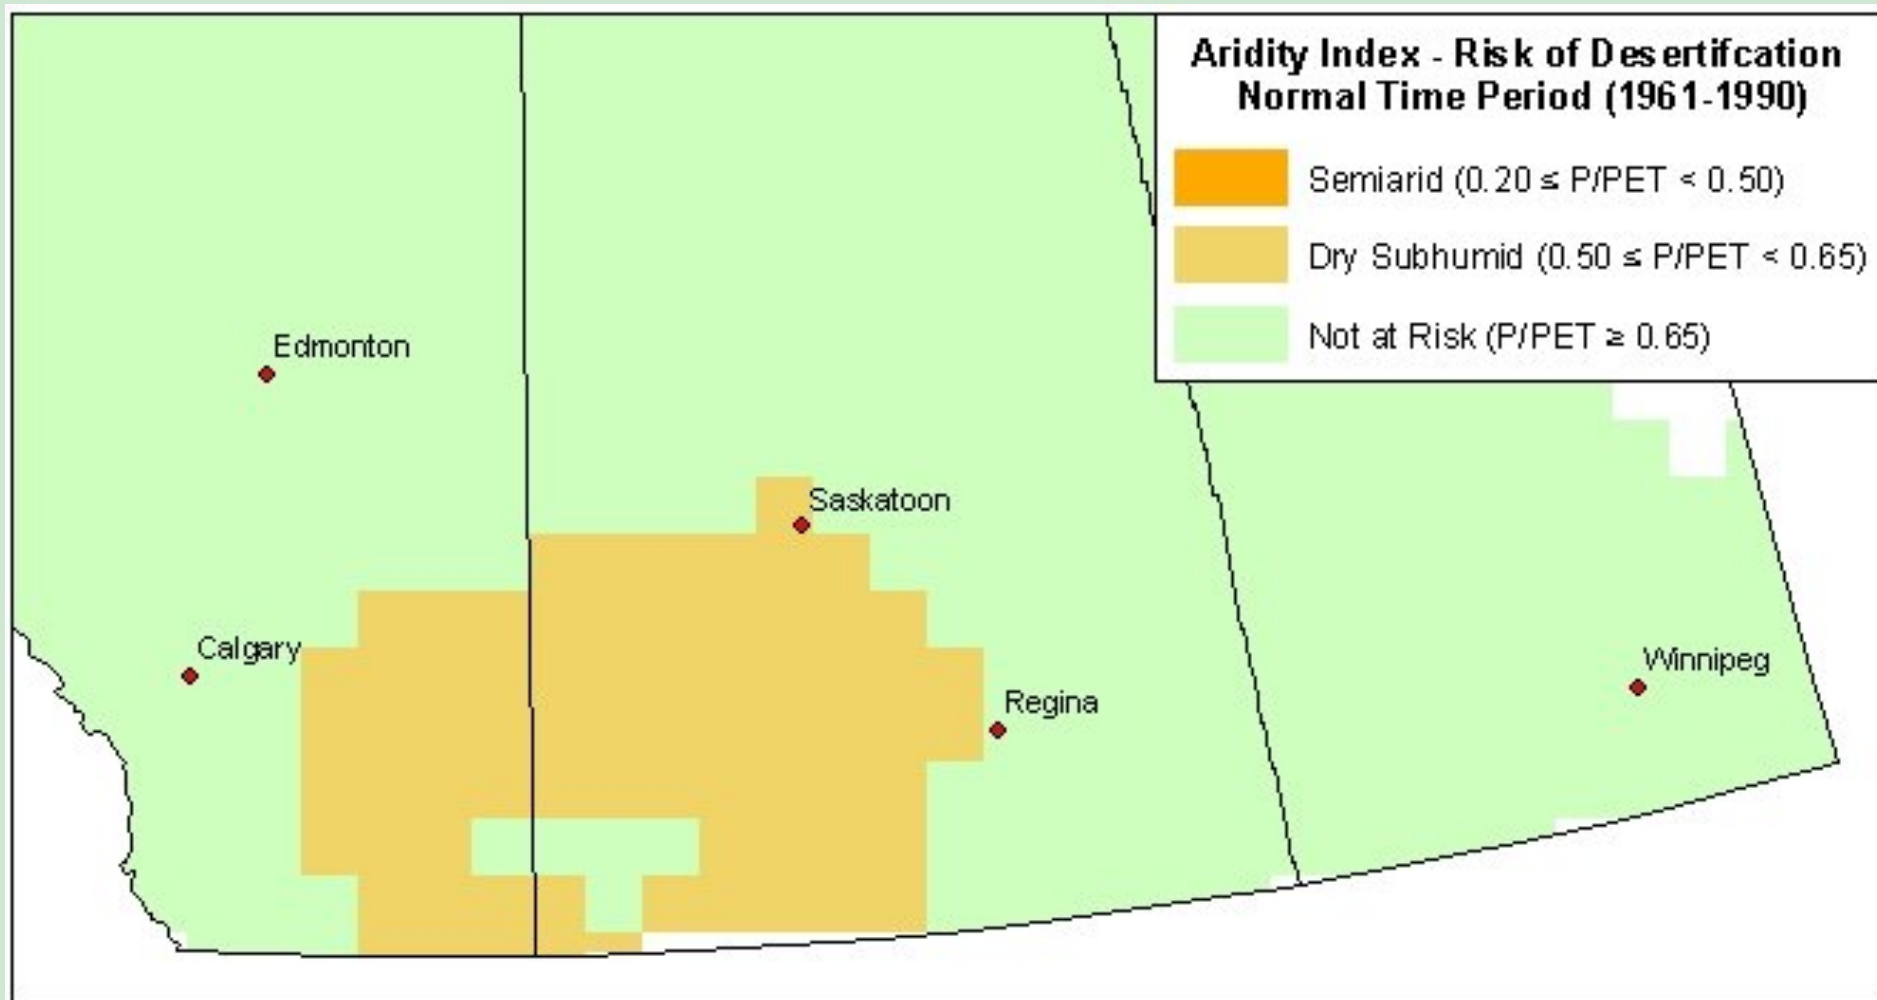 Aridity Index - Risk of Desertifcation
Normal Time Period (1961-1990)
Semiarid (0.20 ≤ P/PET < 0.50)
Dry Subhumid (0.50 ≤ P/PET < 0.65)
Not at Risk (P/PET ≥ 0.65)
Edmonton
Saskatoon
Calgary
Winnipeg
Regina